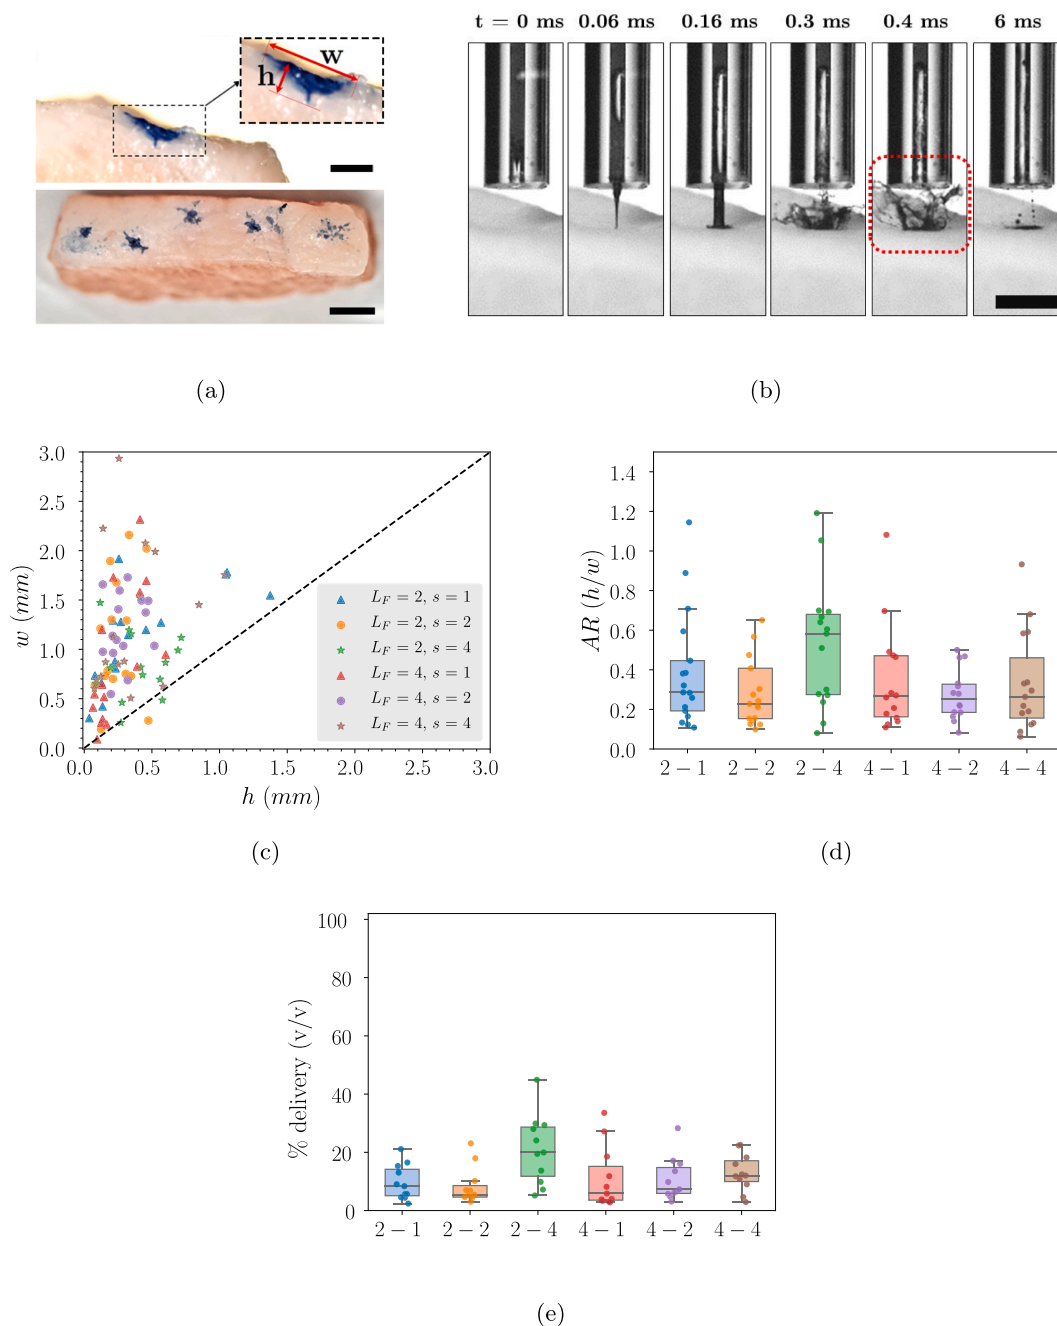 w
h
(a)
t = 0 ms 0.06 ms 0.16 ms 0.3 ms 0.4 ms 6 ms
(b)
3.0
2.5
2.0
1.5
1.0
0.5
0.0
w (mm)
0.0 0.5 1.0 1.5 2.0 2.5 3.0
h (mm)
L_F = 2, s = 1
L_F = 2, s = 2
L_F = 2, s = 4
L_F = 4, s = 1
L_F = 4, s = 2
L_F = 4, s = 4
(c)
1.4
1.2
1.0
0.8
0.6
0.4
0.2
0.0
AR (h/w)
2 − 1 2 − 2 2 − 4 4 − 1 4 − 2 4 − 4
(d)
100
80
60
40
20
0
% delivery (v/v)
2 − 1 2 − 2 2 − 4 4 − 1 4 − 2 4 − 4
(e)